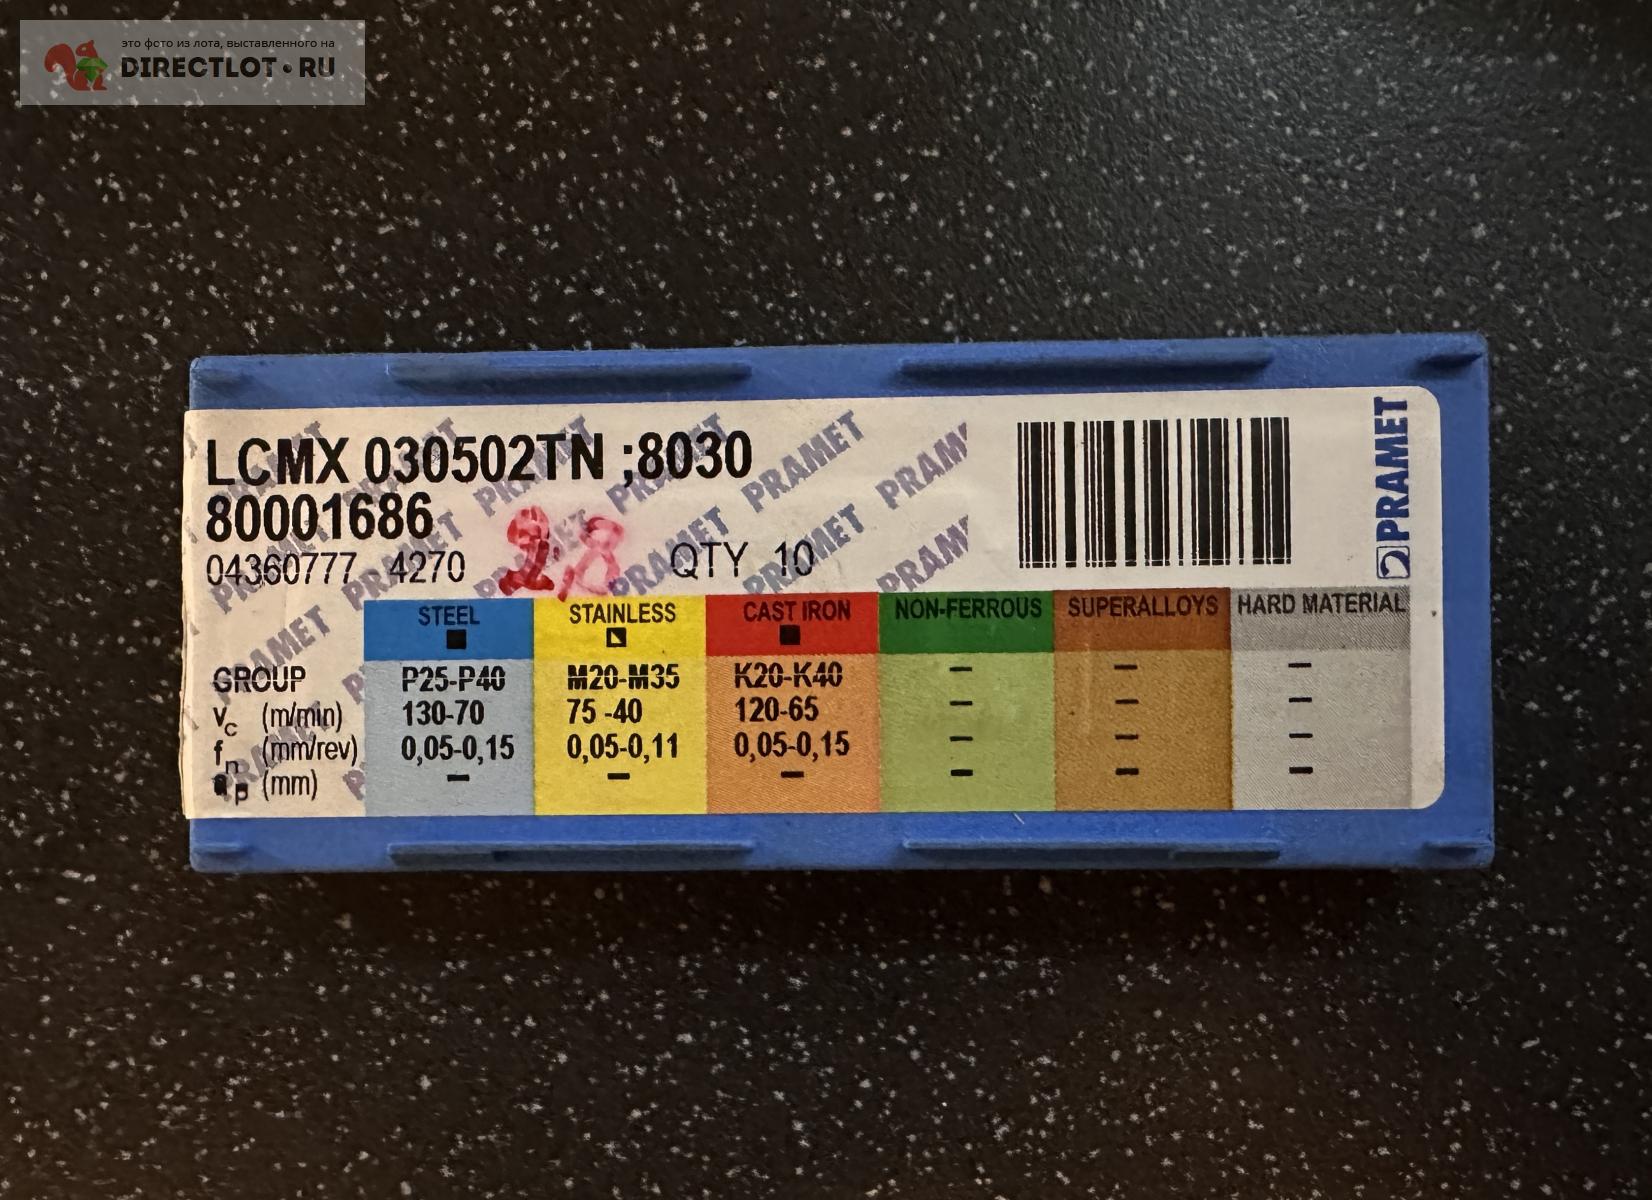 это фото из лота, выставленного на
DIRECTLOT.RU
LCMX 030502TN ;8030
80001686
04360777 4270
2,8
QTY 10
PRAMET
STEEL STAINLESS CAST IRON NON-FERROUS SUPERALLOYS HARD MATERIAL
GROUP P25-P40 M20-M35 K20-K40 – – –
vc (m/min) 130-70 75 -40 120-65 – – –
fn (mm/rev) 0,05-0,15 0,05-0,11 0,05-0,15 – – –
ap (mm) – – – – – –